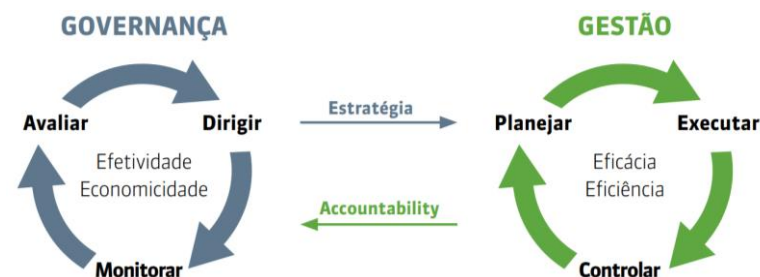 GOVERNANÇA
Avaliar
Dirigir
Efetividade
Economicidade
Monitorar
Estratégia
Accountability
GESTÃO
Planejar
Executar
Eficácia
Eficiência
Controlar